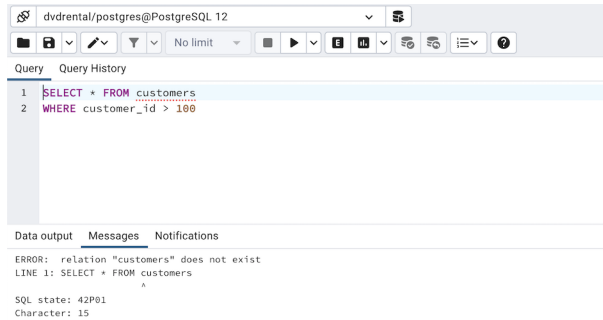 dvdrental/postgres@PostgreSQL 12
No limit
E
Query Query History
1 SELECT * FROM customers
2 WHERE customer_id > 100
Data output Messages Notifications
ERROR: relation "customers" does not exist
LINE 1: SELECT * FROM customers
^
SQL state: 42P01
Character: 15